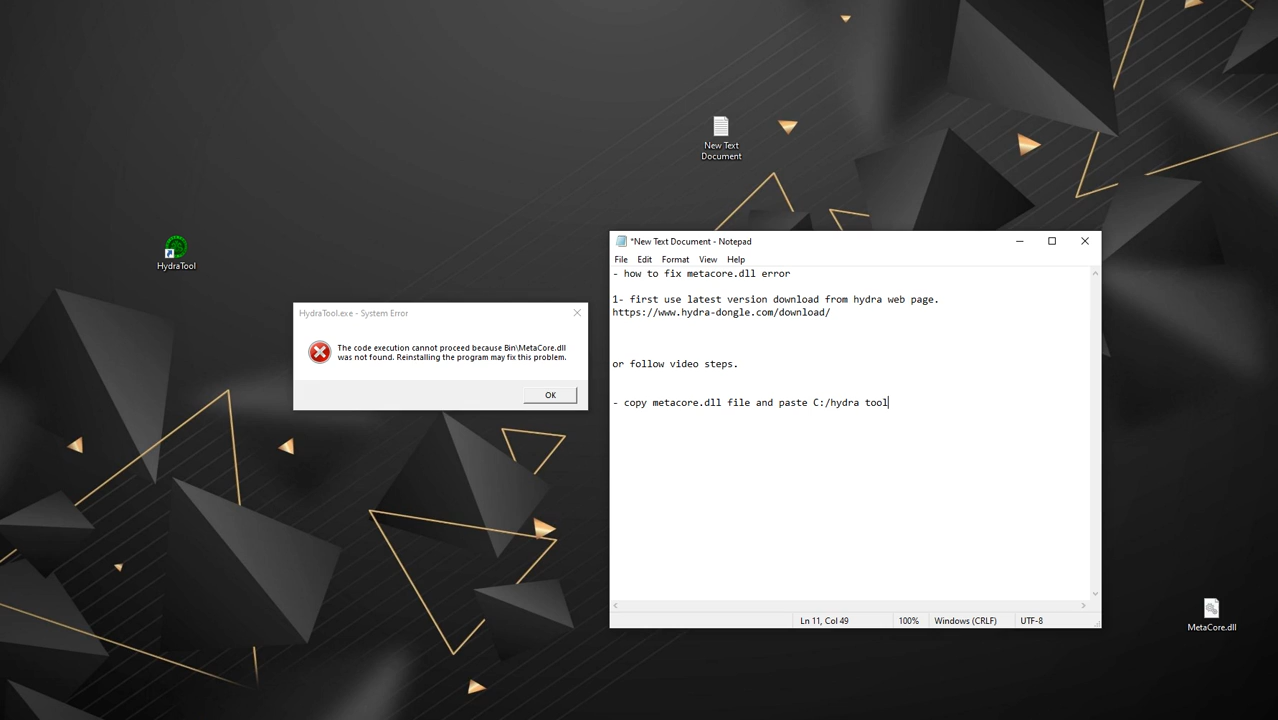 New Text
Document
HydraTool
*New Text Document - Notepad
File Edit Format View Help
- how to fix metacore.dll error
1- first use latest version download from hydra web page.
https://www.hydra-dongle.com/download/
or follow video steps.
- copy metacore.dll file and paste C:/hydra tool
Ln 11, Col 49 100% Windows (CRLF) UTF-8
HydraTool.exe - System Error
The code execution cannot proceed because Bin\MetaCore.dll
was not found. Reinstalling the program may fix this problem.
OK
MetaCore.dll